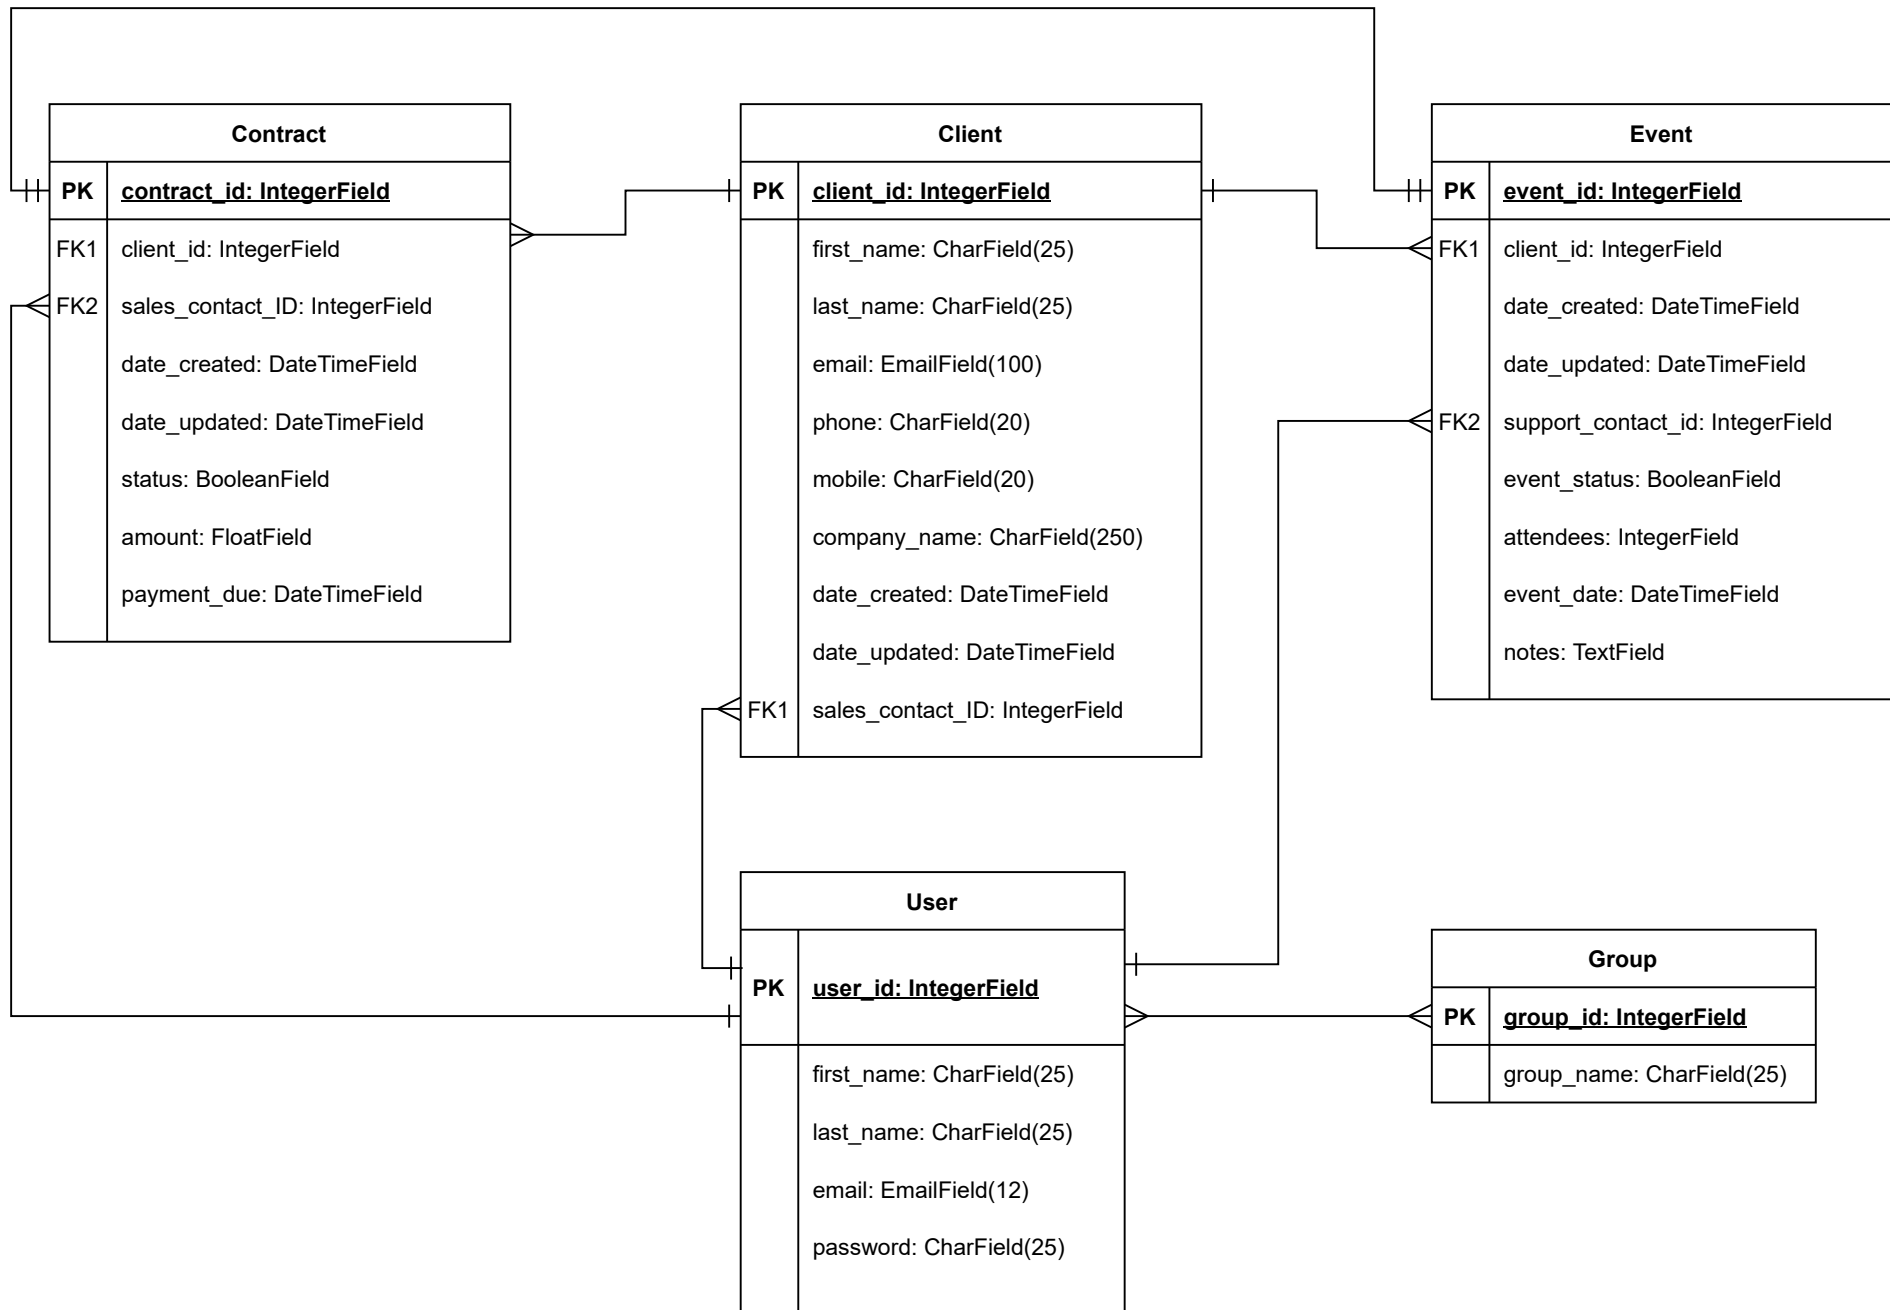 Contract
PK contract_id: IntegerField
FK1 client_id: IntegerField
FK2 sales_contact_ID: IntegerField
date_created: DateTimeField
date_updated: DateTimeField
status: BooleanField
amount: FloatField
payment_due: DateTimeField
Client
PK client_id: IntegerField
first_name: CharField(25)
last_name: CharField(25)
email: EmailField(100)
phone: CharField(20)
mobile: CharField(20)
company_name: CharField(250)
date_created: DateTimeField
date_updated: DateTimeField
FK1 sales_contact_ID: IntegerField
Event
PK event_id: IntegerField
FK1 client_id: IntegerField
date_created: DateTimeField
date_updated: DateTimeField
FK2 support_contact_id: IntegerField
event_status: BooleanField
attendees: IntegerField
event_date: DateTimeField
notes: TextField
User
PK user_id: IntegerField
first_name: CharField(25)
last_name: CharField(25)
email: EmailField(12)
password: CharField(25)
Group
PK group_id: IntegerField
group_name: CharField(25)